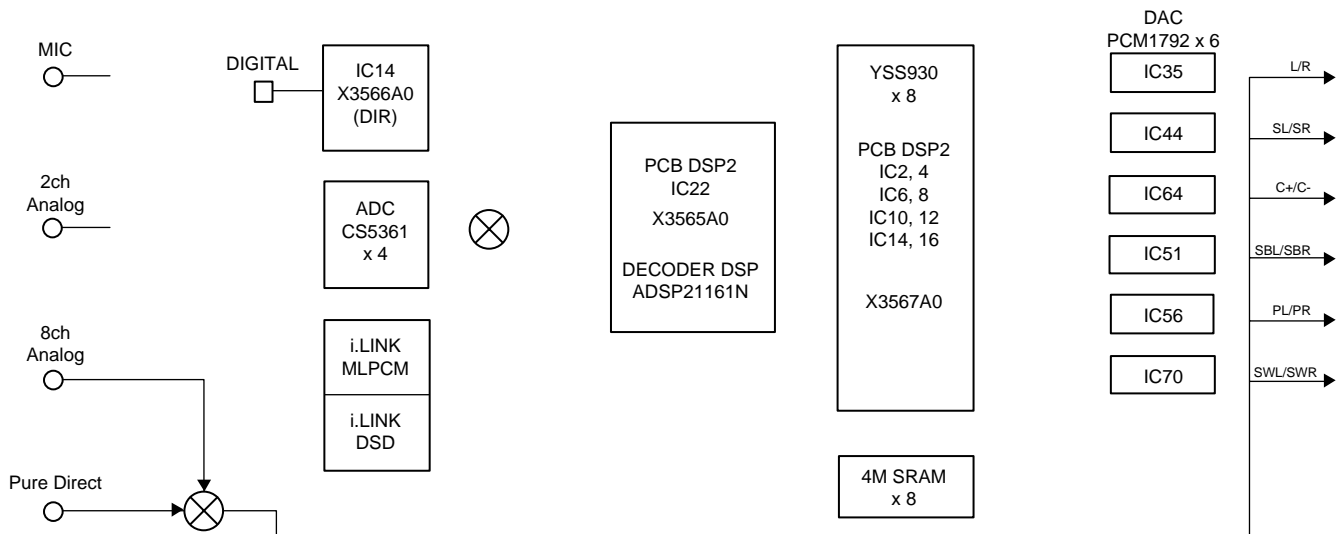 MIC
2ch
Analog
8ch
Analog
Pure Direct
DIGITAL
IC14
X3566A0
(DIR)
ADC
CS5361
x 4
i.LINK
MLPCM
i.LINK
DSD
PCB DSP2
IC22
X3565A0
DECODER DSP
ADSP21161N
YSS930
x 8
PCB DSP2
IC2, 4
IC6, 8
IC10, 12
IC14, 16
X3567A0
4M SRAM
x 8
DAC
PCM1792 x 6
IC35
IC44
IC64
IC51
IC56
IC70
L/R
SL/SR
C+/C-
SBL/SBR
PL/PR
SWL/SWR